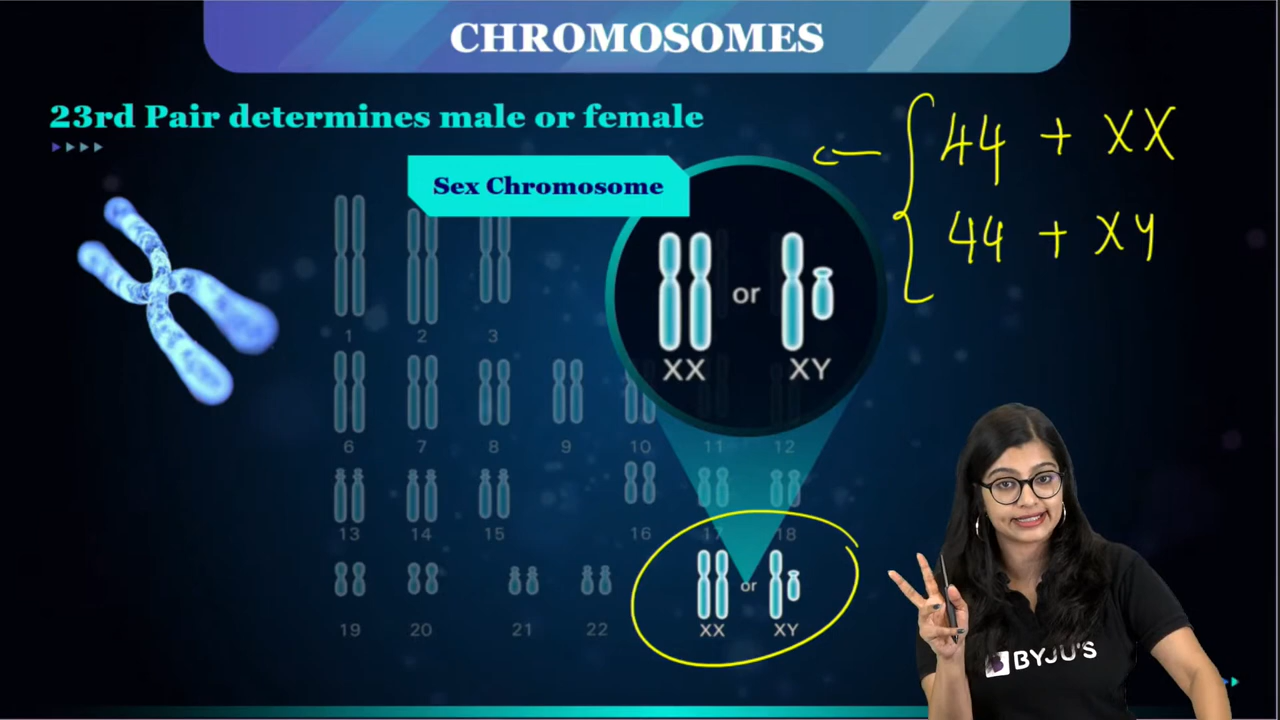 CHROMOSOMES
23rd Pair determines male or female
44 + XX
44 + XY
Sex Chromosome
or
XX XY
1 2 3
6 7 8 9 10 11 12
13 14 15 16 17 18
or
XX XY
19 20 21 22
BYJU'S